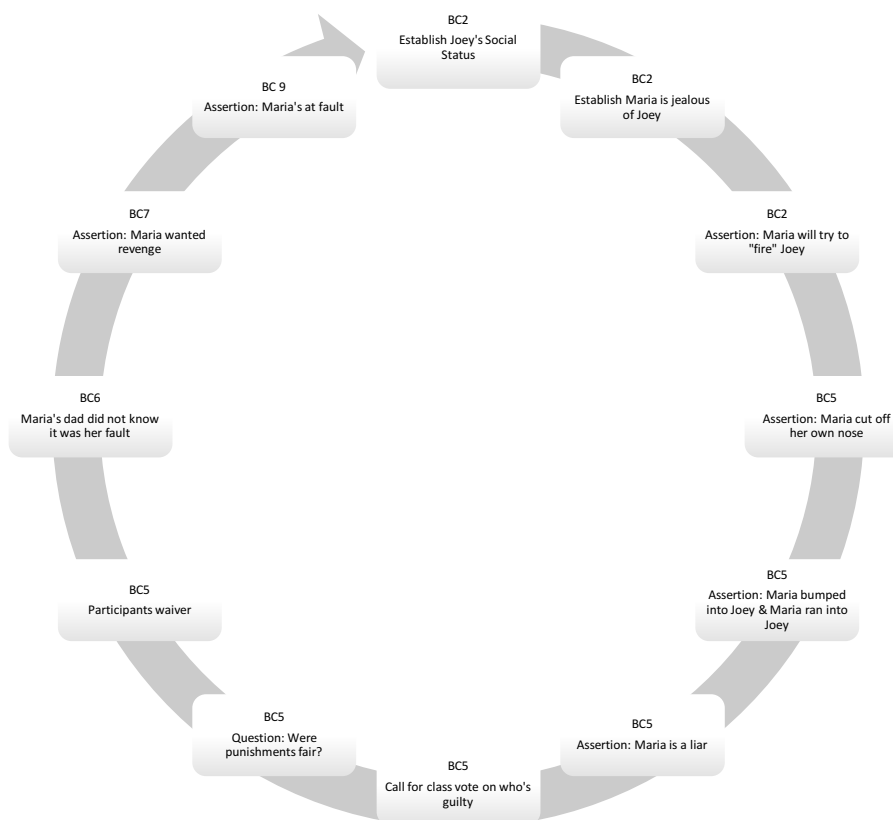 BC2
Establish Joey's Social
Status
BC2
Establish Maria is jealous
of Joey
BC2
Assertion: Maria will try to
"fire" Joey
BC5
Assertion: Maria cut off
her own nose
BC5
Assertion: Maria bumped
into Joey & Maria ran into
Joey
BC5
Assertion: Maria is a liar
BC5
Call for class vote on who's
guilty
BC5
Question: Were
punishments fair?
BC5
Participants waiver
BC6
Maria's dad did not know
it was her fault
BC7
Assertion: Maria wanted
revenge
BC 9
Assertion: Maria's at fault